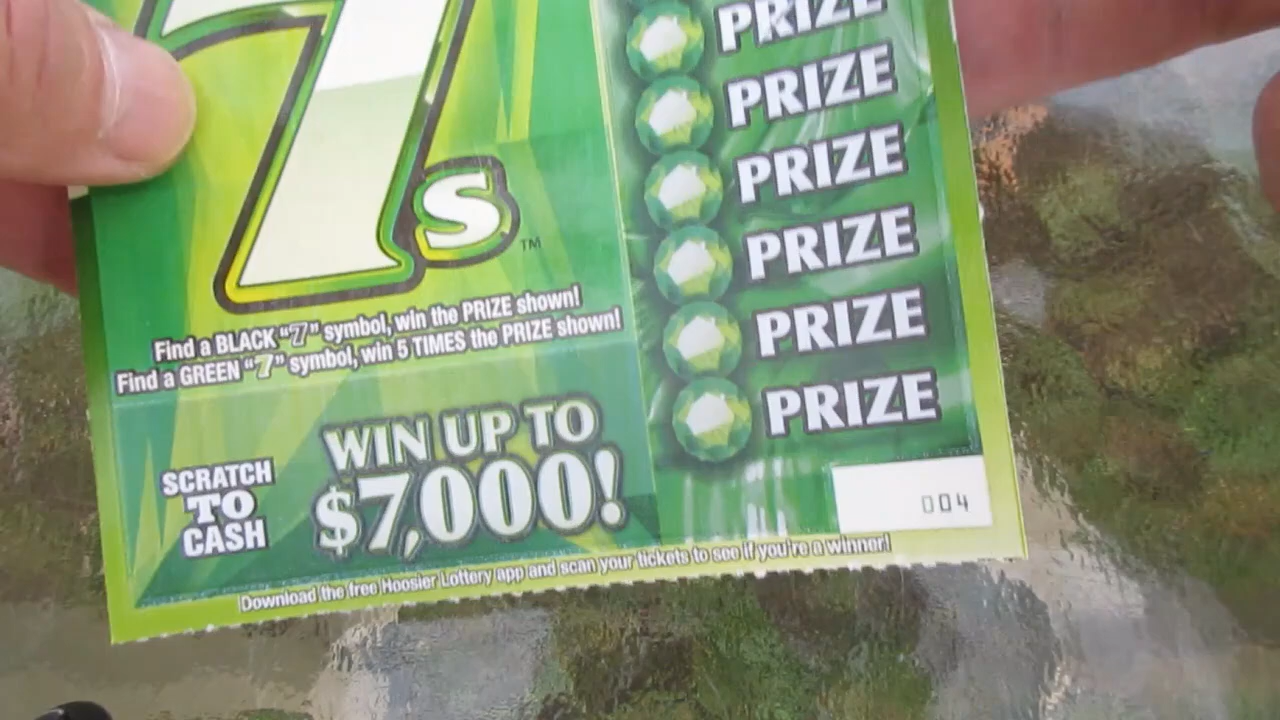 7s™
Find a BLACK “7” symbol, win the PRIZE shown!
Find a GREEN “7” symbol, win 5 TIMES the PRIZE shown!
SCRATCH
TO
CASH
WIN UP TO
$7,000!
PRIZE
PRIZE
PRIZE
PRIZE
PRIZE
PRIZE
004
Download the free Hoosier Lottery app and scan your tickets to see if you're a winner!